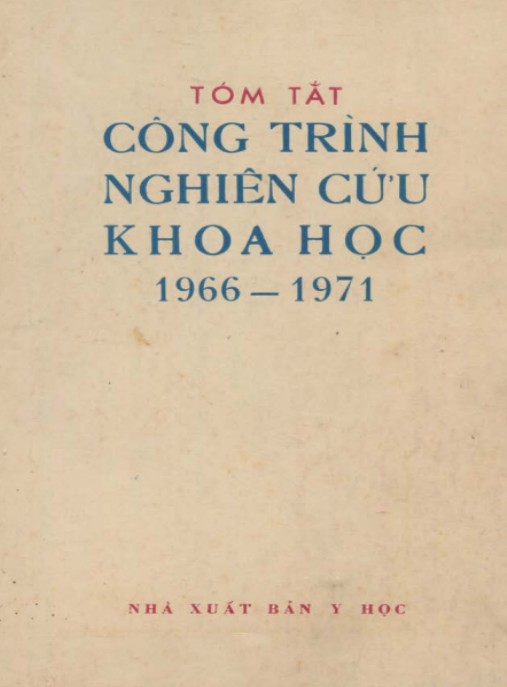 TÓM TẮT
CÔNG TRÌNH
NGHIÊN CỨU
KHOA HỌC
1966 — 1971
NHÀ XUẤT BẢN Y HỌC